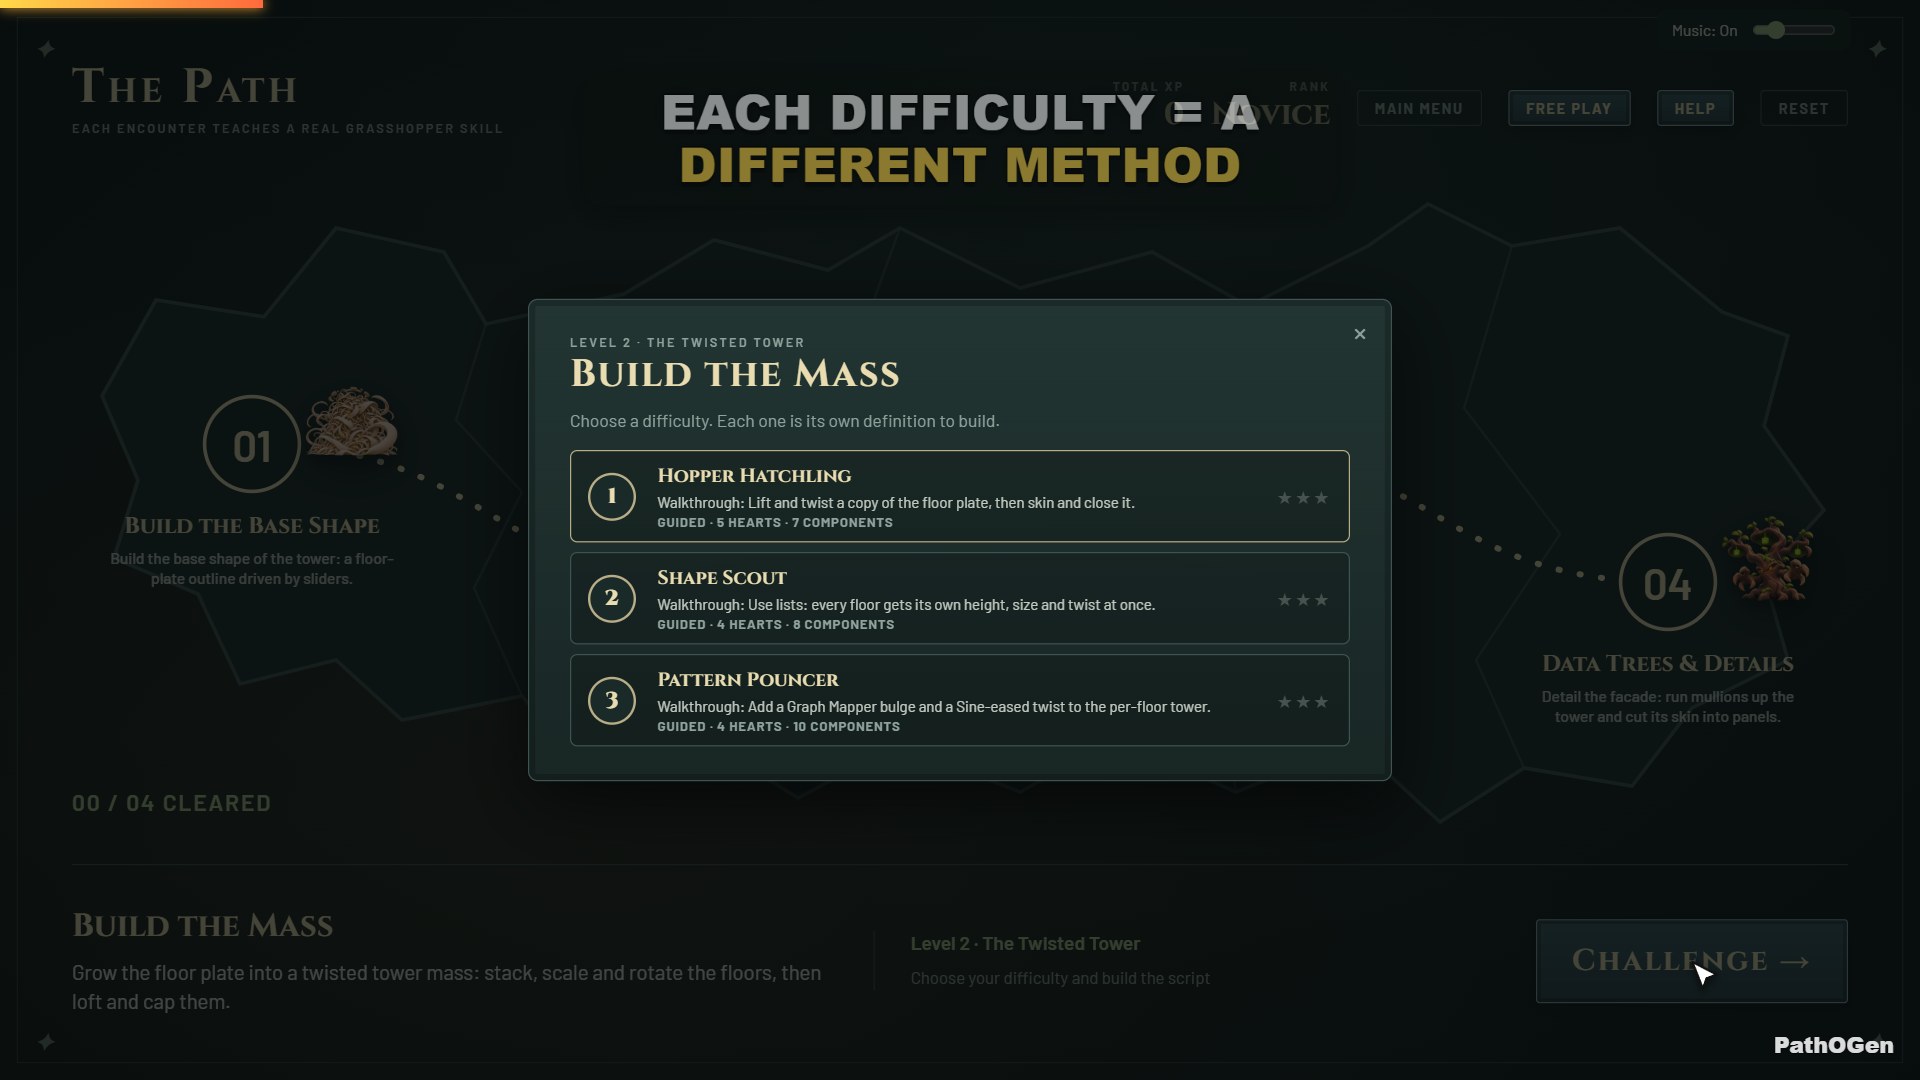 Music: On
THE PATH
EACH ENCOUNTER TEACHES A REAL GRASSHOPPER SKILL
EACH DIFFICULTY = A
DIFFERENT METHOD
TOTAL XP
0
RANK
NOVICE
MAIN MENU
FREE PLAY
HELP
RESET
LEVEL 2 · THE TWISTED TOWER
BUILD THE MASS
×
Choose a difficulty. Each one is its own definition to build.
1
HOPPER HATCHLING
Walkthrough: Lift and twist a copy of the floor plate, then skin and close it.
GUIDED · 5 HEARTS · 7 COMPONENTS
★★★
2
SHAPE SCOUT
Walkthrough: Use lists: every floor gets its own height, size and twist at once.
GUIDED · 4 HEARTS · 8 COMPONENTS
★★★
3
PATTERN POUNCER
Walkthrough: Add a Graph Mapper bulge and a Sine-eased twist to the per-floor tower.
GUIDED · 4 HEARTS · 10 COMPONENTS
★★★
01
BUILD THE BASE SHAPE
Build the base shape of the tower: a floor-
plate outline driven by sliders.
04
DATA TREES & DETAILS
Detail the facade: run mullions up the
tower and cut its skin into panels.
00 / 04 CLEARED
BUILD THE MASS
Grow the floor plate into a twisted tower mass: stack, scale and rotate the floors, then
loft and cap them.
Level 2 · The Twisted Tower
Choose your difficulty and build the script
CHALLENGE →
PathOGen